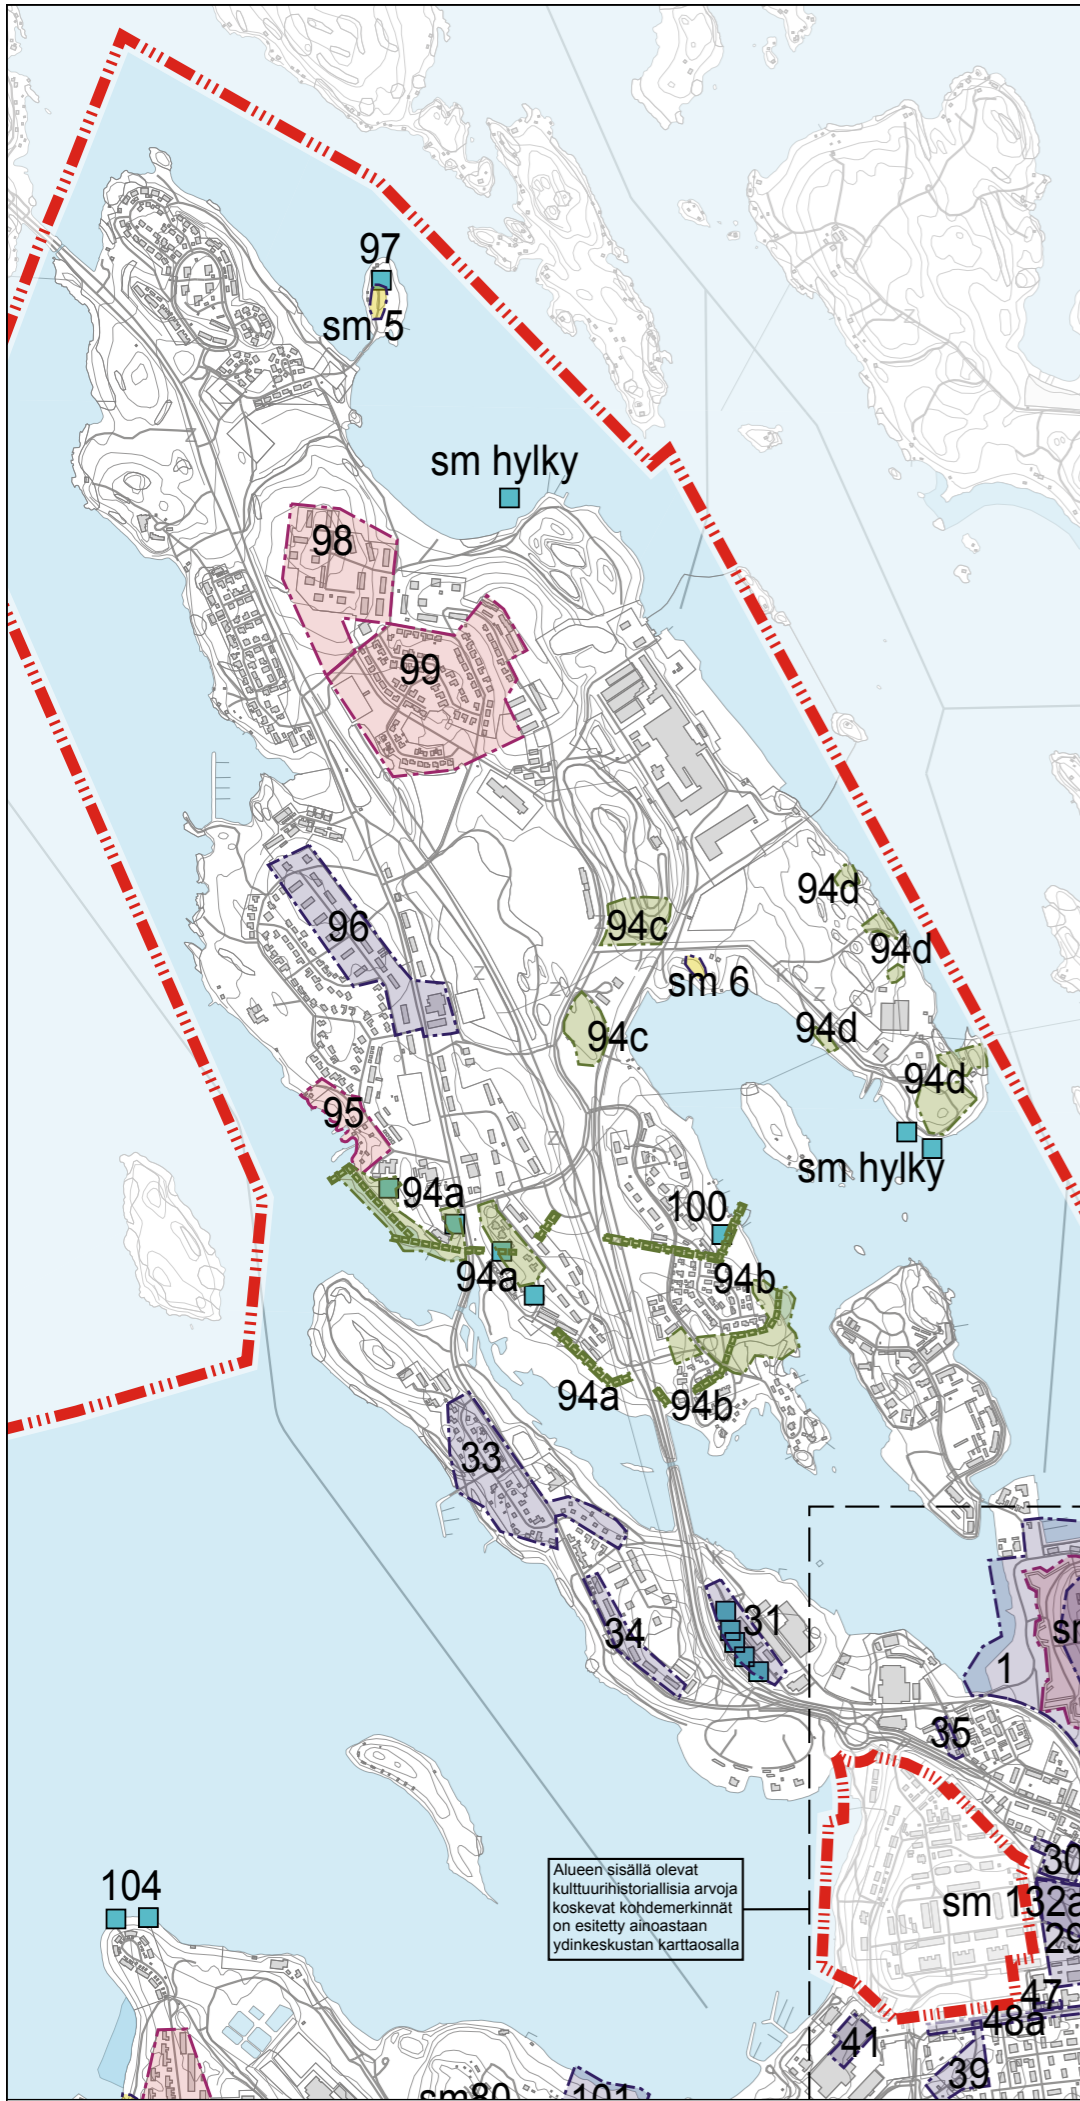 97
sm 5
sm hylky
98
99
94d
94c
96
94d
sm 6
94c
94d
94d
95
sm hylky
94a
100
94a
94b
94a
94b
33
34
31
1
35
Alueen sisällä olevat
kulttuurihistoriallisia arvoja
koskevat kohdemerkinnät
on esitetty ainoastaan
ydinkeskustan karttaosalla
30
104
sm 132a
29
47
48a
41
39
sm80
101